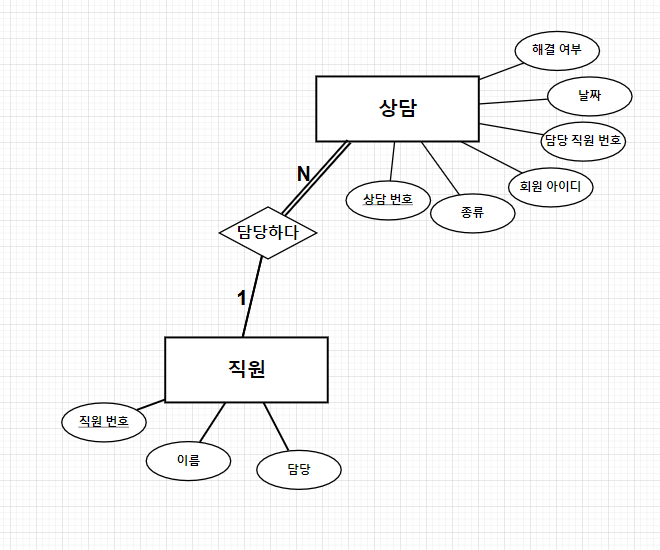 해결 여부
상담
날짜
담당 직원 번호
회원 아이디
N
상담 번호
종류
담당하다
1
직원
직원 번호
이름
담당